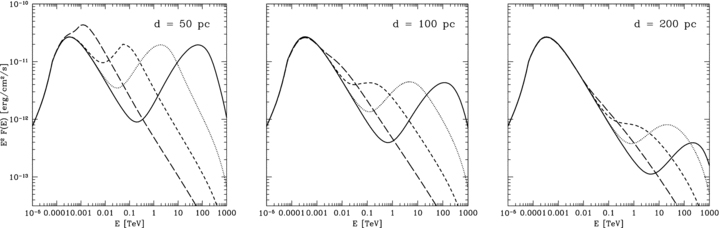 d = 50 pc
d = 100 pc
d = 200 pc
10⁻¹⁰
10⁻¹¹
10⁻¹²
10⁻¹³
E² F(E) [erg/cm²/s]
10⁻⁶ 0.0001 0.001 0.01 0.1 1 10 100 1000
10⁻⁶ 0.0001 0.001 0.01 0.1 1 10 100 1000
10⁻⁶ 0.0001 0.001 0.01 0.1 1 10 100 1000
E [TeV]
E [TeV]
E [TeV]